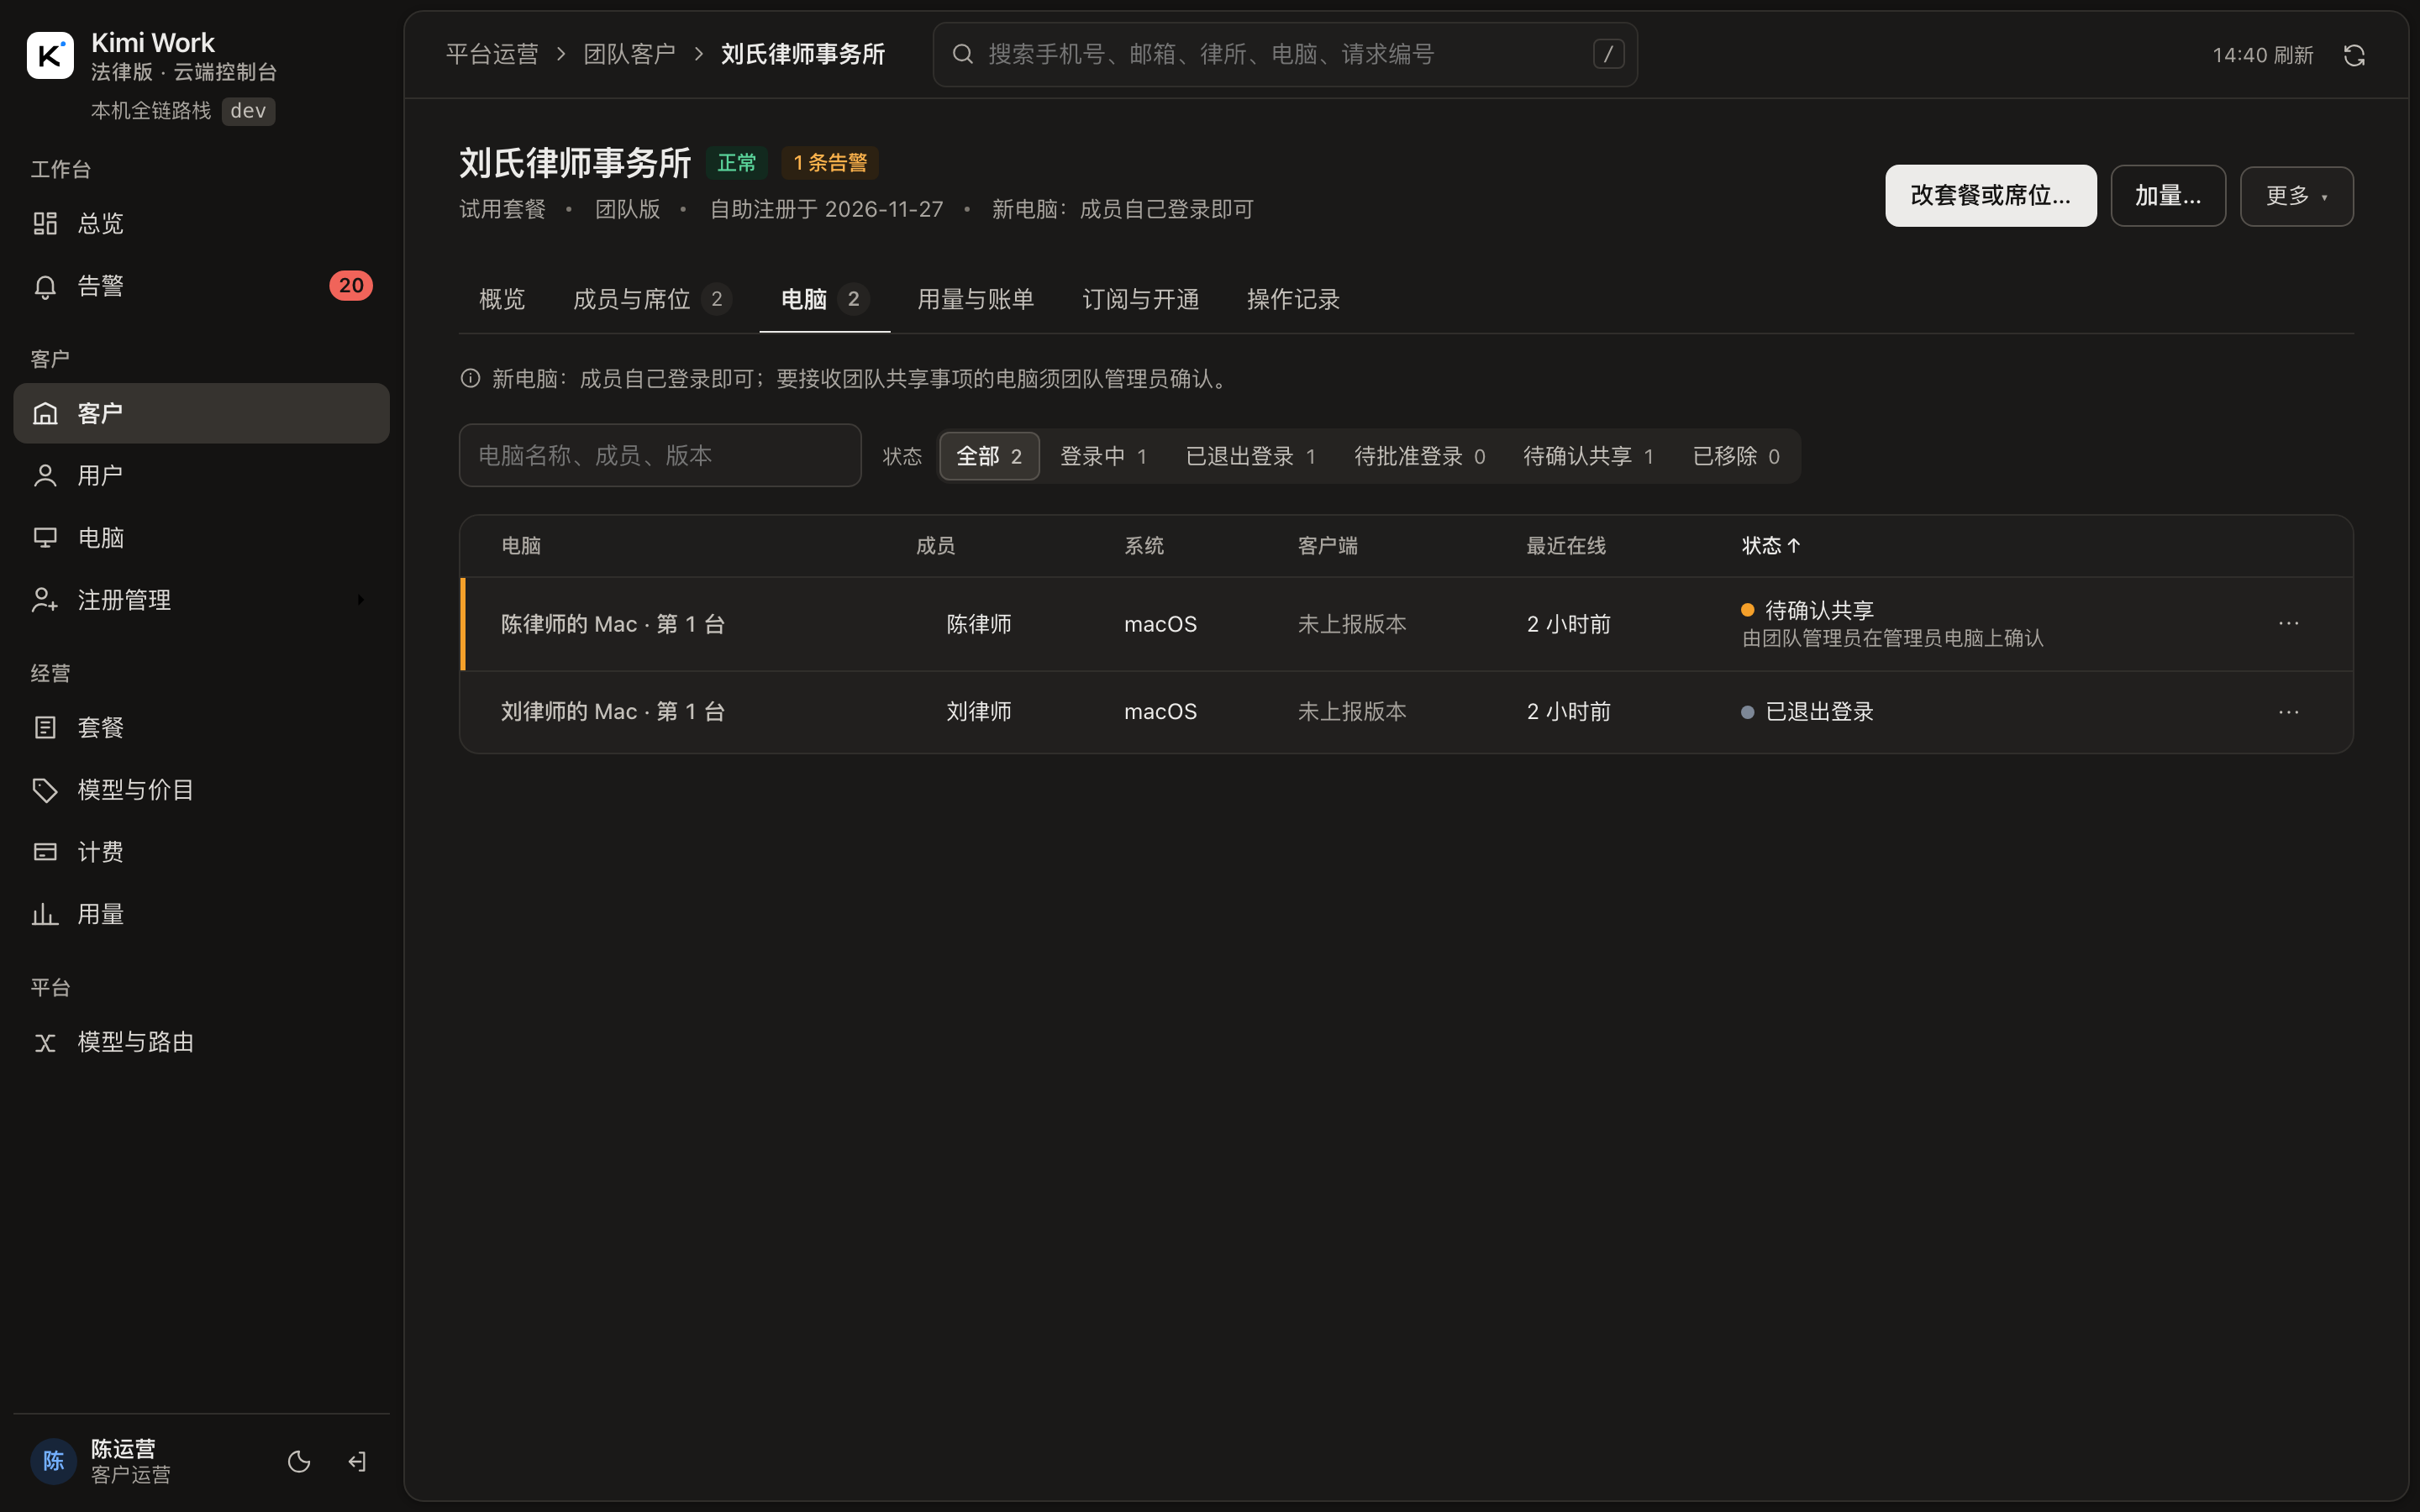 Kimi Work
法律版 · 云端控制台
本机全链路栈 dev
工作台
总览
告警 20
客户
客户
用户
电脑
注册管理
经营
套餐
模型与价目
计费
用量
平台
模型与路由
陈 陈运营
客户运营
平台运营 > 团队客户 > 刘氏律师事务所
搜索手机号、邮箱、律所、电脑、请求编号 /
14:40 刷新
刘氏律师事务所 正常 1 条告警
试用套餐 • 团队版 • 自助注册于 2026-11-27 • 新电脑：成员自己登录即可
改套餐或席位... 加量... 更多
概览 成员与席位 2 电脑 2 用量与账单 订阅与开通 操作记录
新电脑：成员自己登录即可；要接收团队共享事项的电脑须团队管理员确认。
电脑名称、成员、版本 状态 全部 2 登录中 1 已退出登录 1 待批准登录 0 待确认共享 1 已移除 0
电脑 成员 系统 客户端 最近在线 状态 ↑
陈律师的 Mac · 第 1 台 陈律师 macOS 未上报版本 2 小时前 待确认共享 ...
由团队管理员在管理员电脑上确认
刘律师的 Mac · 第 1 台 刘律师 macOS 未上报版本 2 小时前 已退出登录 ...